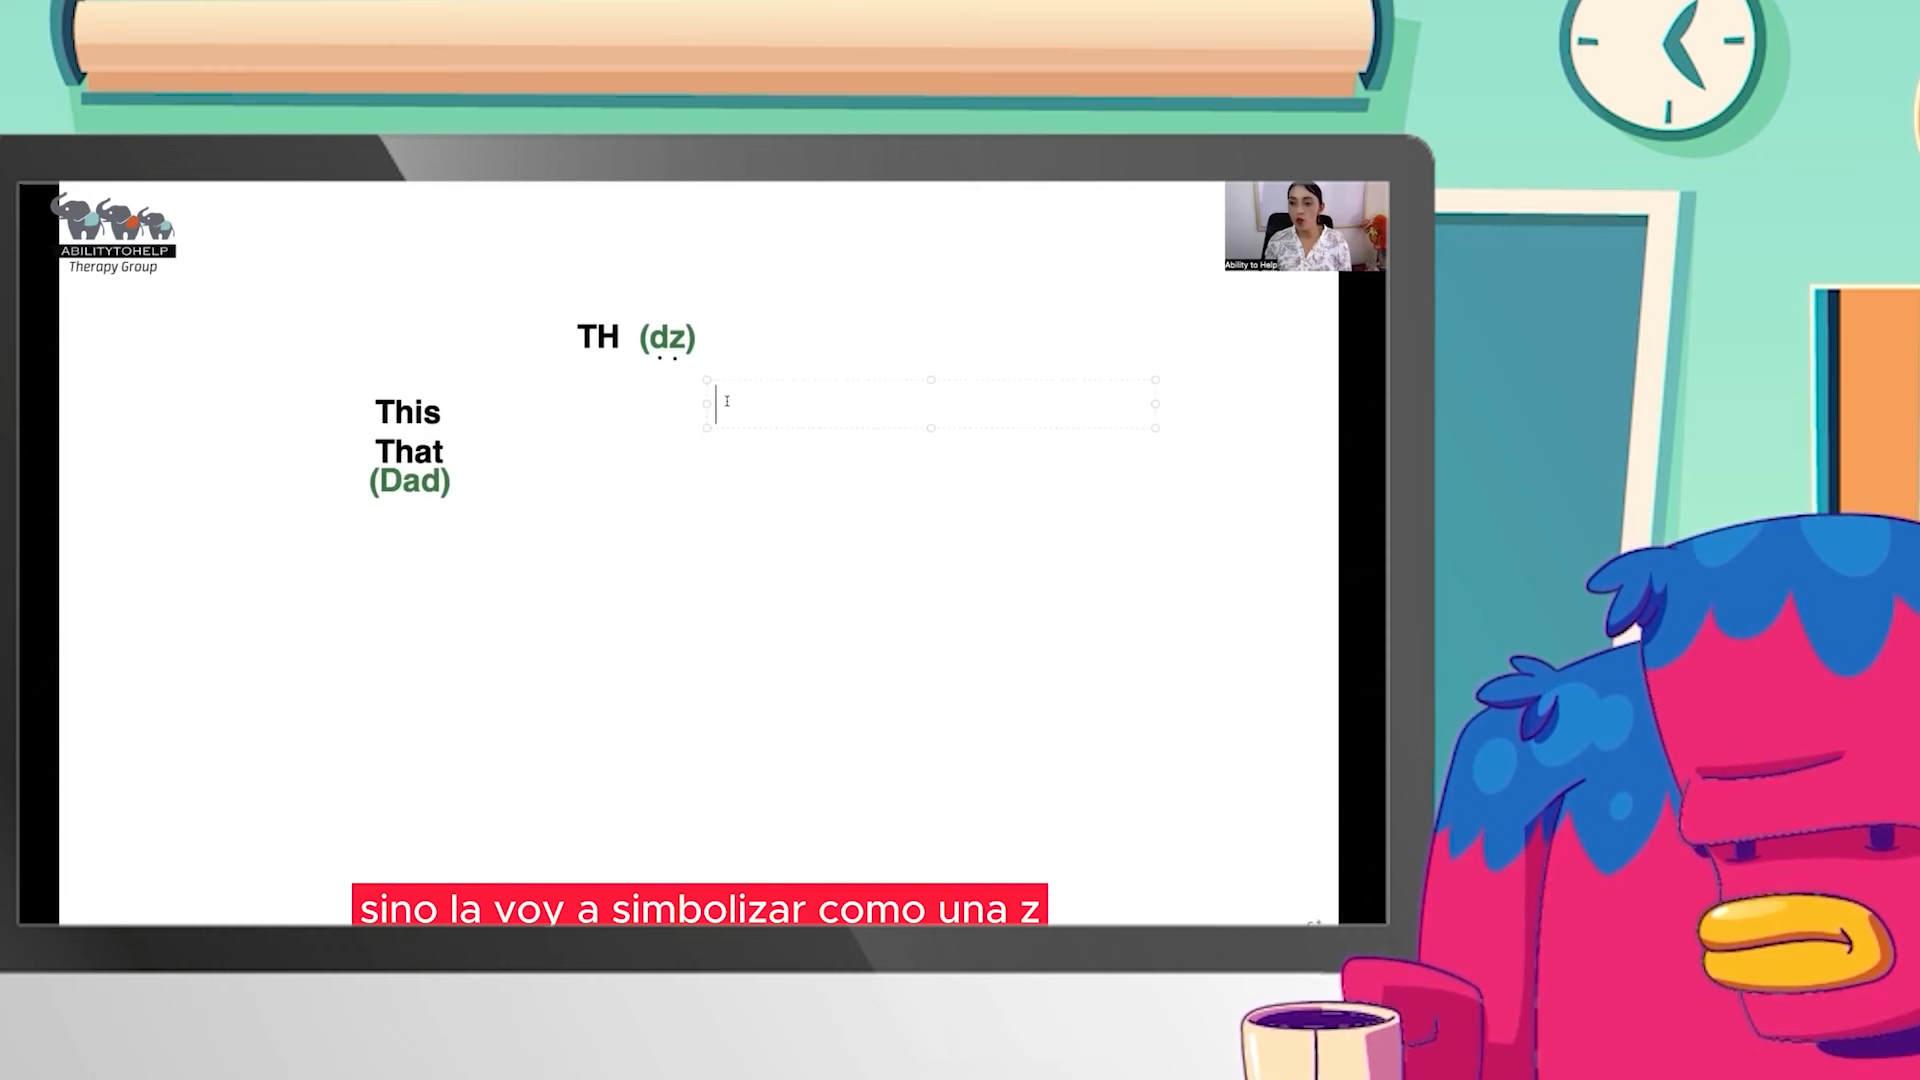 ABILITYTOHELP
Therapy Group
Ability to Help
TH (dz)
This
That
(Dad)
sino la voy a simbolizar como una z